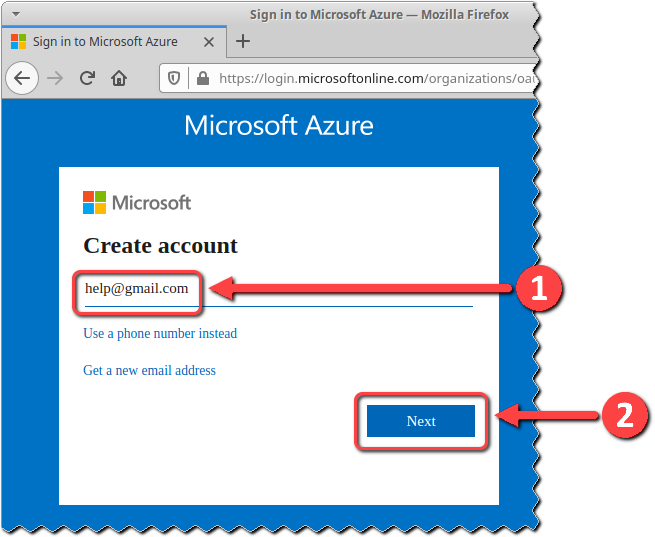 Sign in to Microsoft Azure — Mozilla Firefox
Sign in to Microsoft Azure
https://login.microsoftonline.com/organizations/oau
Microsoft Azure
Microsoft
Create account
help@gmail.com
1
Use a phone number instead
Get a new email address
Next
2